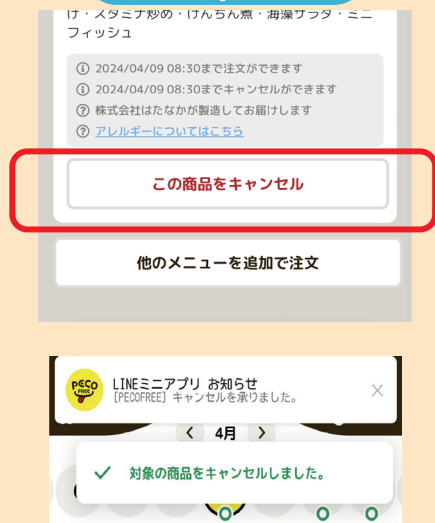 け・スタミナ炒め・けんちん煮・海藻サラダ・ミニ
フィッシュ
2024/04/09 08:30まで注文ができます
2024/04/09 08:30までキャンセルができます
株式会社はたなかが製造してお届けします
アレルギーについてはこちら
この商品をキャンセル
他のメニューを追加で注文
PECO
FREE
LINEミニアプリ お知らせ
[PECOFREE] キャンセルを承りました。
4月
対象の商品をキャンセルしました。